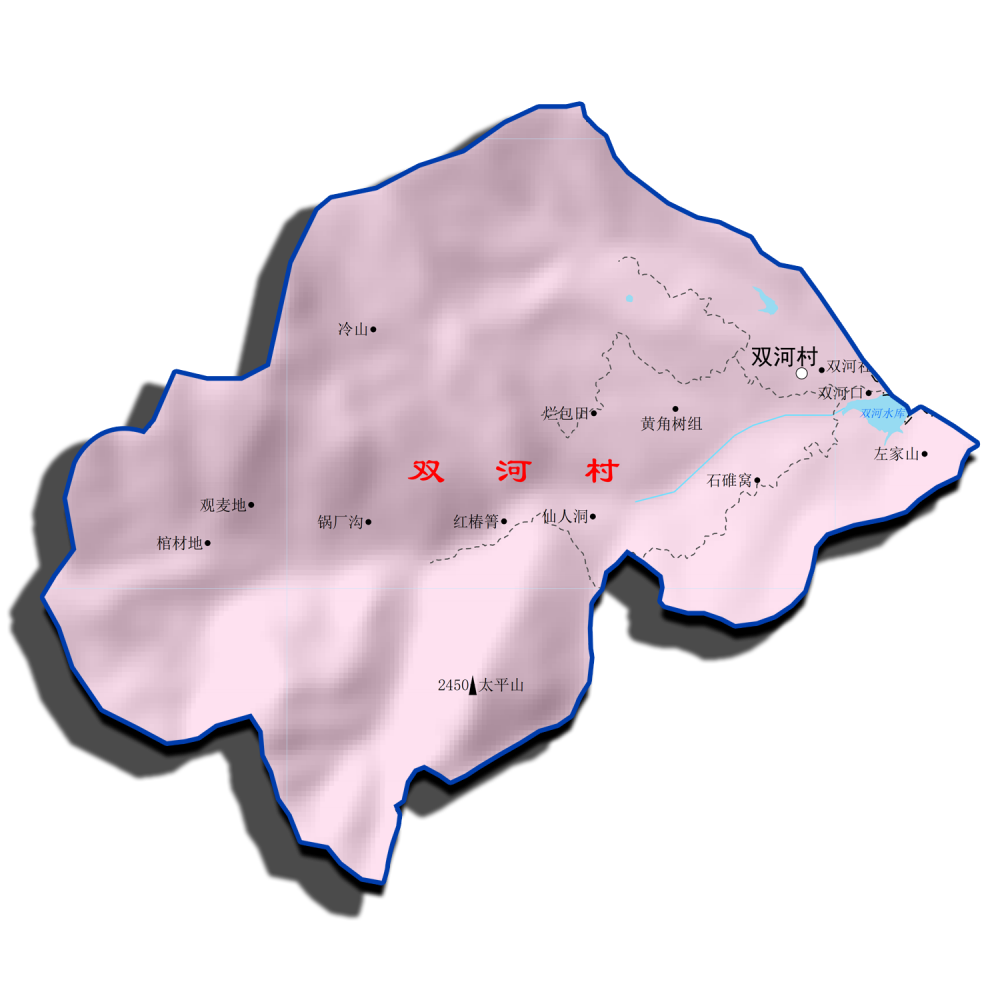 冷山
双河村
双河社
双河口
烂包田
黄角树组
双河水库
左家山
双河村
石碓窝
观麦地
锅厂沟
红椿箐
仙人洞
棺材地
2450 太平山